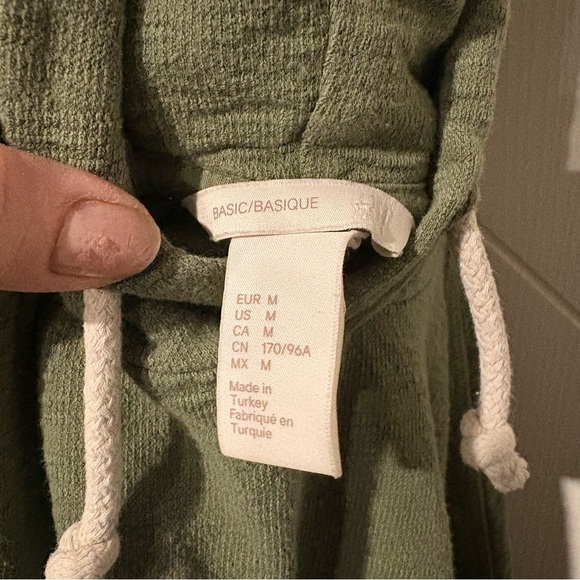 BASIC/BASIQUE
EUR M
US M
CA M
CN 170/96A
MX M
Made in
Turkey
Fabriqué en
Turquie